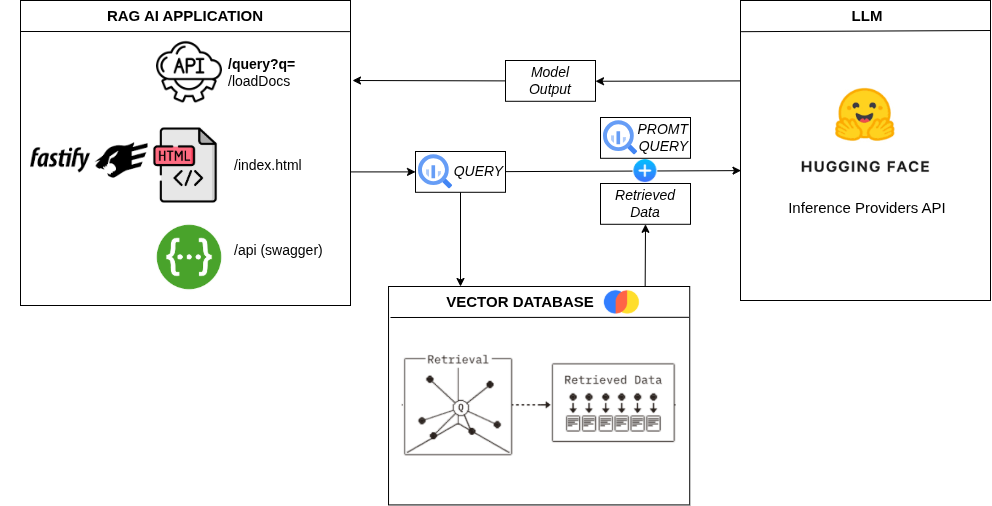 RAG AI APPLICATION
API
/query?q=
/loadDocs
fastify
HTML
/index.html
/api (swagger)
Model
Output
QUERY
PROMT
QUERY
Retrieved
Data
LLM
HUGGING FACE
Inference Providers API
VECTOR DATABASE
Retrieval
Q
Retrieved Data